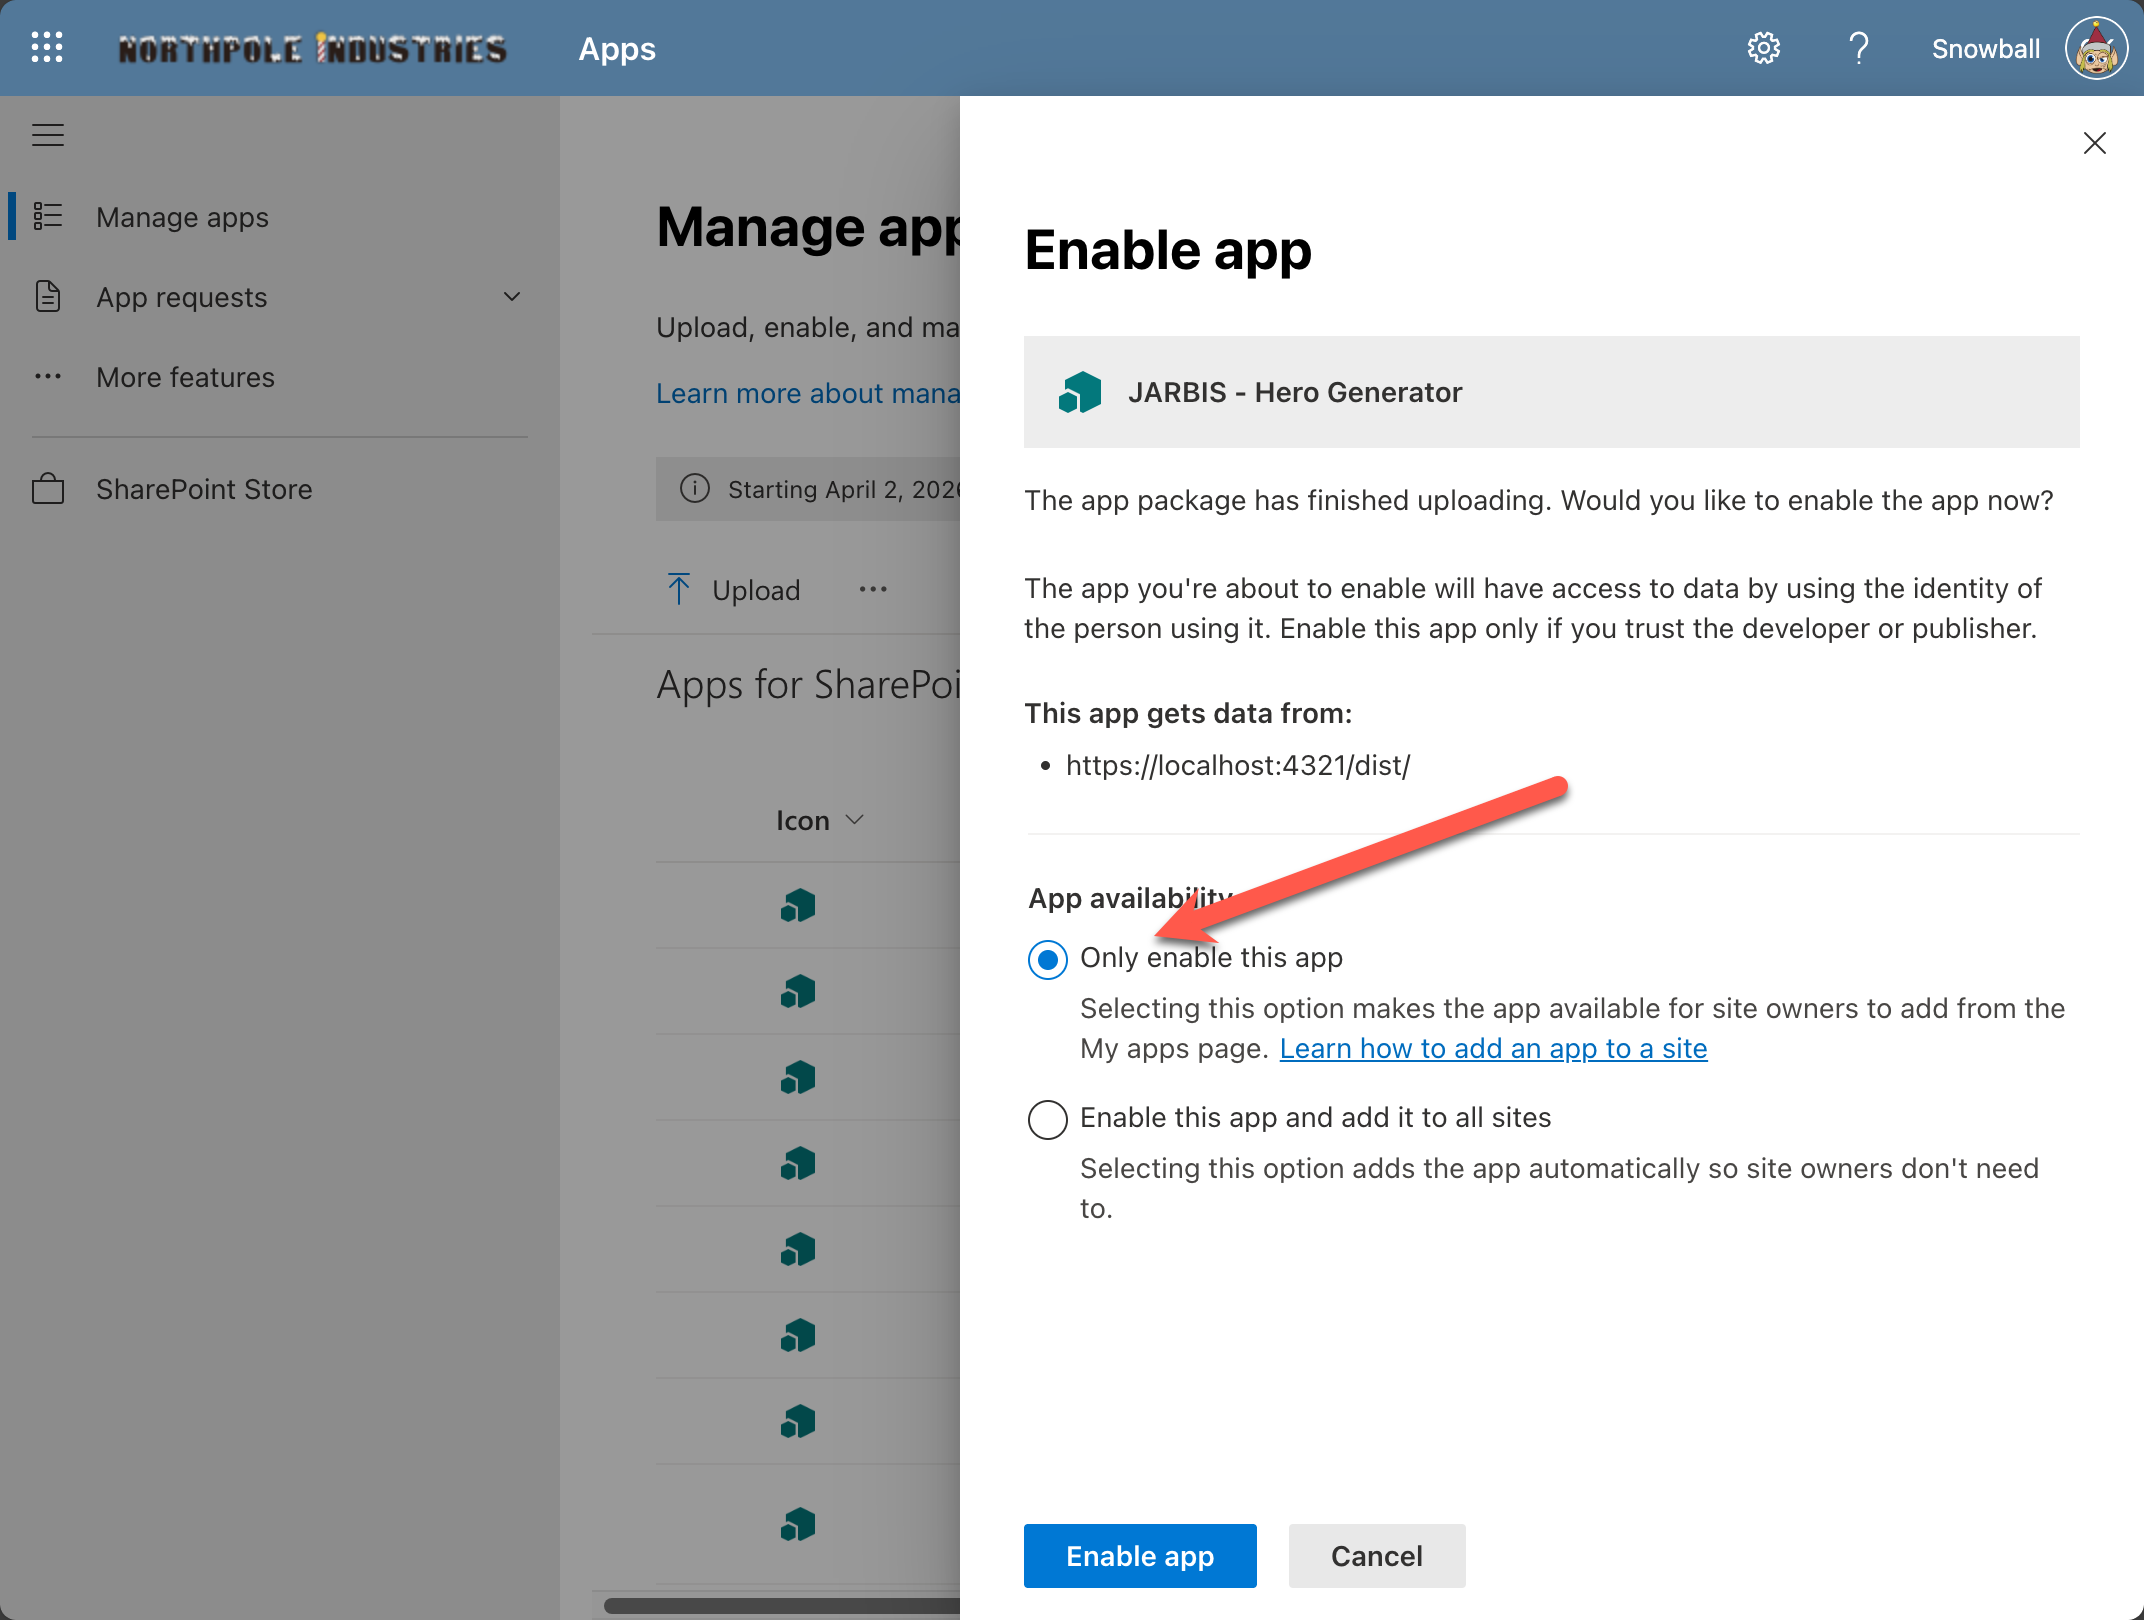 NORTHPOLE INDUSTRIES
Apps
Snowball
Manage apps
App requests
More features
SharePoint Store
Manage app
Upload, enable, and ma
Learn more about mana
Starting April 2, 2026
Upload
Apps for SharePoi
Icon
Enable app
JARBIS - Hero Generator
The app package has finished uploading. Would you like to enable the app now?
The app you're about to enable will have access to data by using the identity of
the person using it. Enable this app only if you trust the developer or publisher.
This app gets data from:
• https://localhost:4321/dist/
App availability
Only enable this app
Selecting this option makes the app available for site owners to add from the
My apps page. Learn how to add an app to a site
Enable this app and add it to all sites
Selecting this option adds the app automatically so site owners don't need
to.
Enable app
Cancel